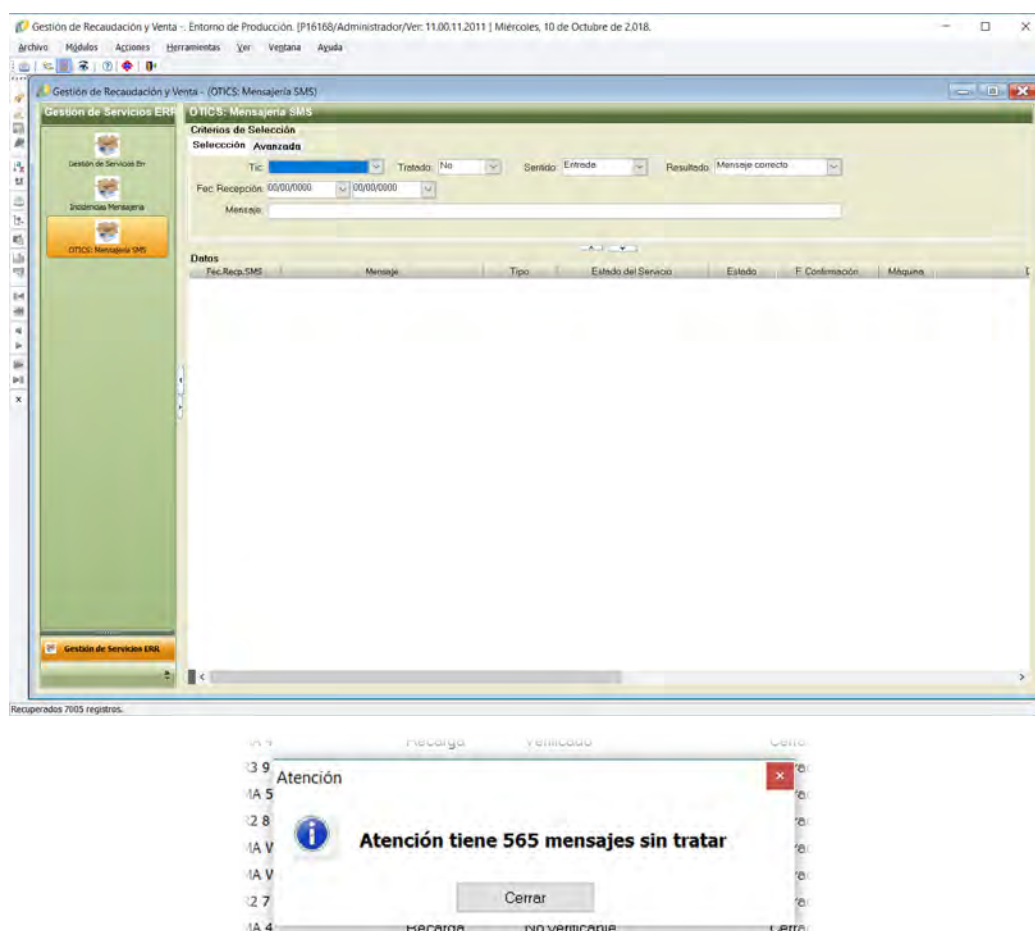 Gestión de Recaudación y Venta -. Entorno de Producción. [P16168/Administrador/Ver: 11.00.11.2011 ] Miércoles, 10 de Octubre de 2.018.
Archivo Módulos Acciones Herramientas Ver Ventana Ayuda
Gestión de Recaudación y Venta - (OTICS: Mensajería SMS)
Gestión de Servicios ERR OTICS: Mensajería SMS
Criterios de Selección
Selección Avanzada
Gestión de Servicios Err
Tic: Tratado: No Sentido: Entrada Resultado: Mensaje correcto
Fec. Recepción: 00/00/0000 00/00/0000
Incidencias Mensajería
Mensaje:
OTICS: Mensajería SMS
Datos
Fec.Recp.SMS Mensaje Tipo Estado del Servicio Estado F. Confirmación Máquina
Gestión de Servicios ERR
Recuperados 7005 registros.
Recarga Verificado
Atención
Atención tiene 565 mensajes sin tratar
Cerrar
Recarga No verificable